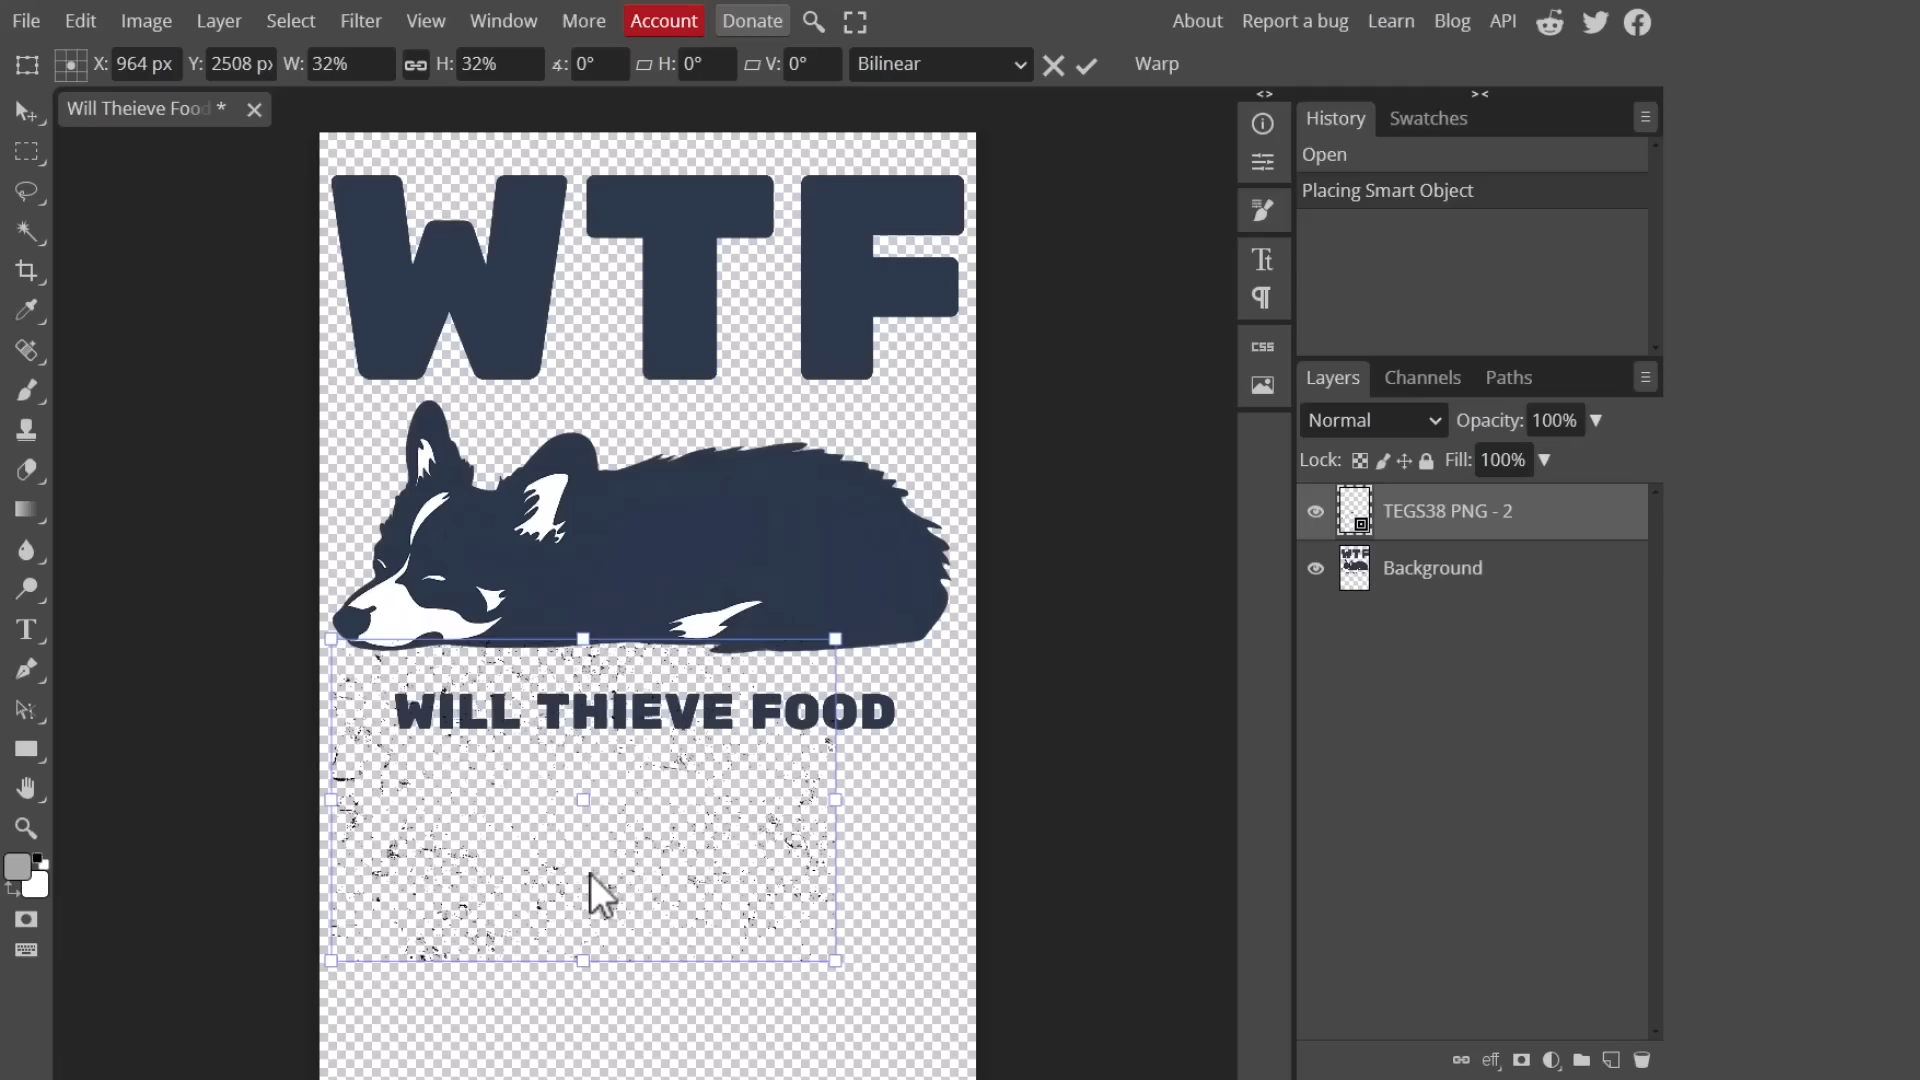 File Edit Image Layer Select Filter View Window More Account Donate About Report a bug Learn Blog API
X: 964 px Y: 2508 px W: 32% H: 32% ∡: 0° H: 0° V: 0° Bilinear Warp
Will Theieve Food *
< >
> <
History Swatches
Open
Placing Smart Object
CSS
Layers Channels Paths
Normal Opacity: 100%
Lock: Fill: 100%
TEGS38 PNG - 2
Background
eff
WTF
WILL THIEVE FOOD